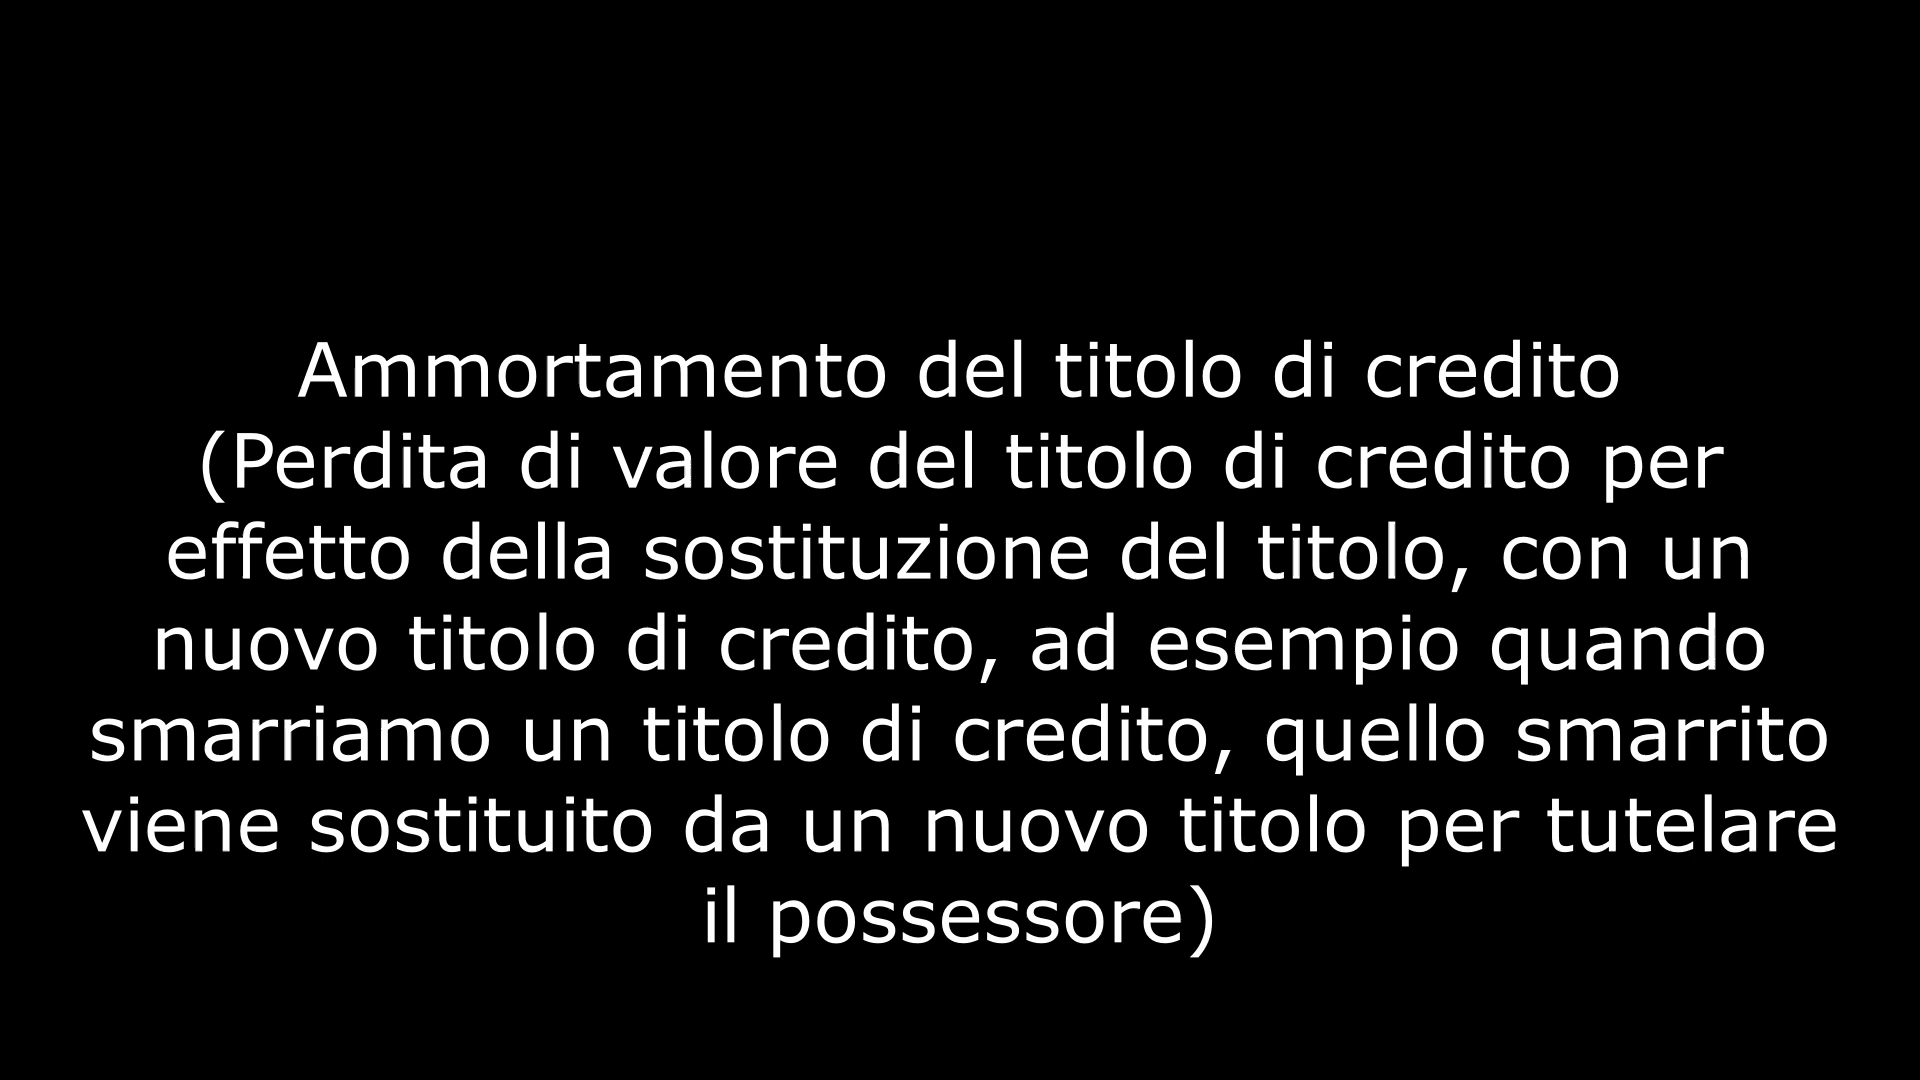 Ammortamento del titolo di credito
(Perdita di valore del titolo di credito per
effetto della sostituzione del titolo, con un
nuovo titolo di credito, ad esempio quando
smarriamo un titolo di credito, quello smarrito
viene sostituito da un nuovo titolo per tutelare
il possessore)